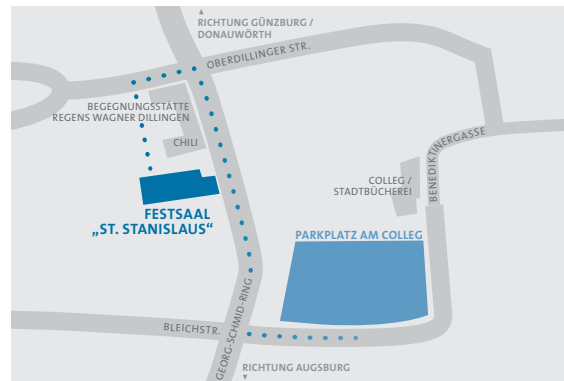 RICHTUNG GÜNZBURG /
DONAUWÖRTH
OBERDILLINGER STR.
BEGEGNUNGSSTÄTTE
REGENS WAGNER DILLINGEN
CHILI
BENEDIKTINERGASSE
COLLEG /
STADTBÜCHEREI
FESTSAAL
„ST. STANISLAUS“
PARKPLATZ AM COLLEG
GEORG-SCHMID-RING
BLEICHSTR.
RICHTUNG AUGSBURG